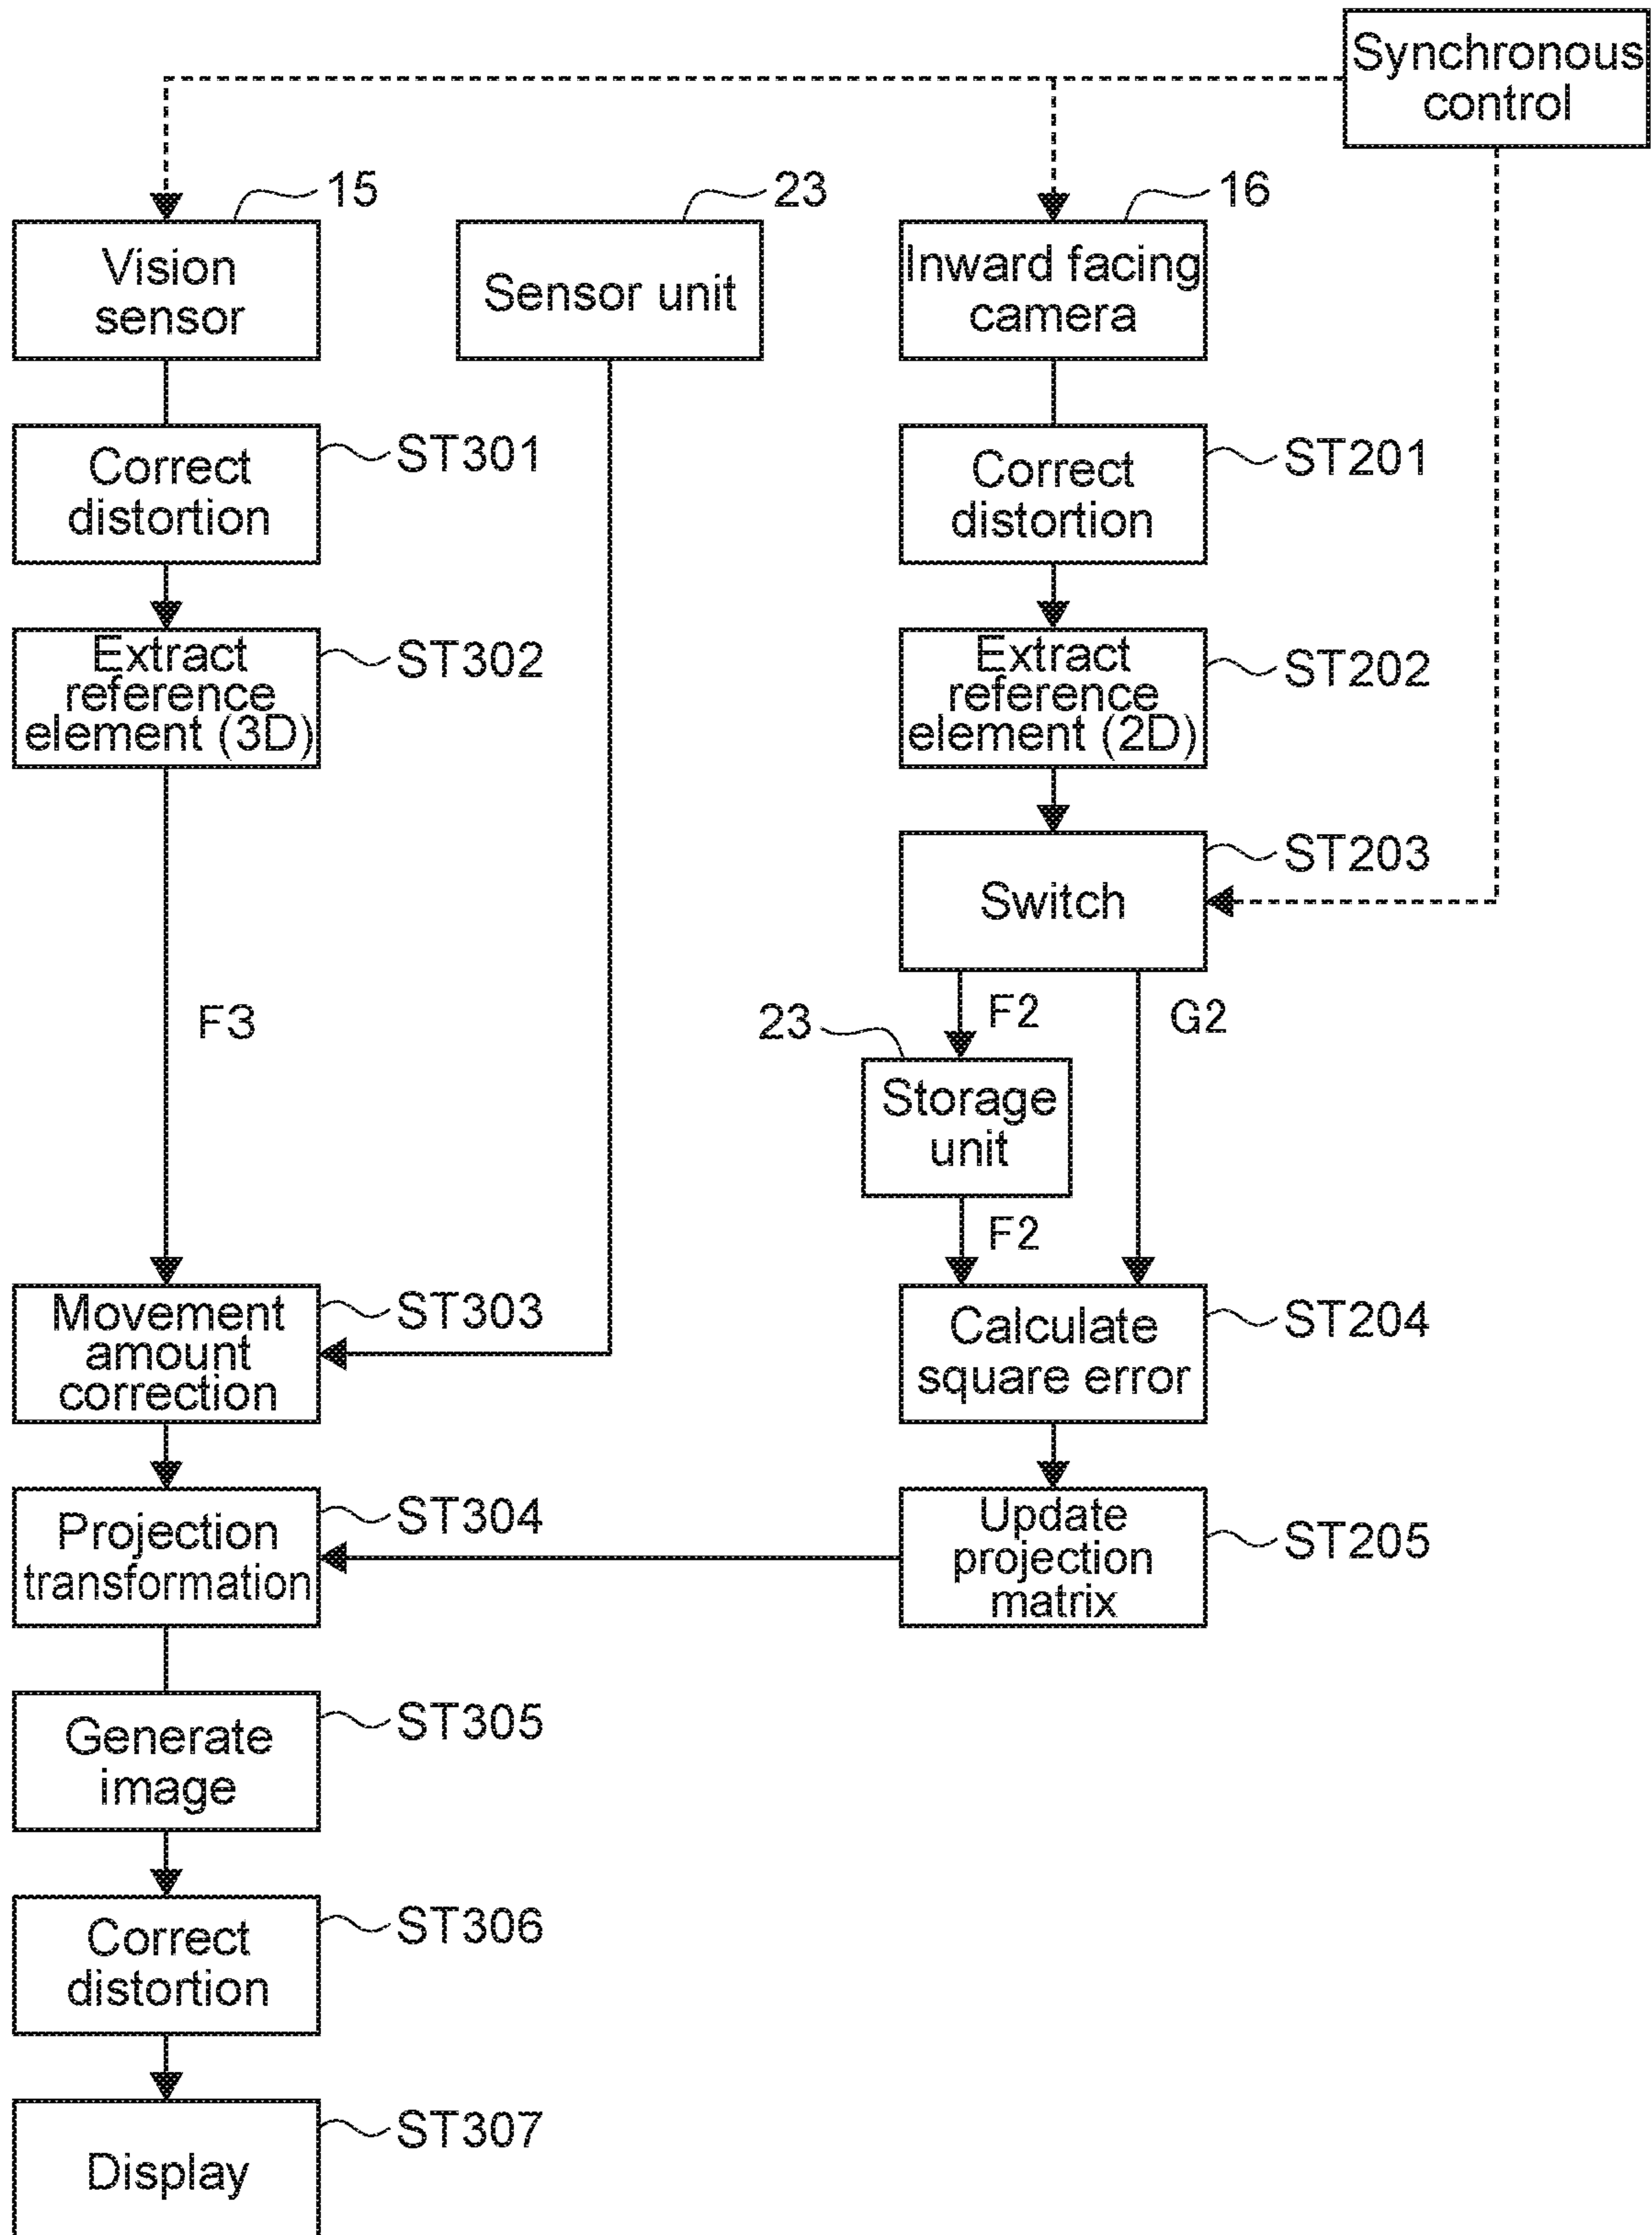 Synchronous
control
15
23
16
Vision
sensor
Sensor unit
Inward facing
camera
Correct
distortion
ST301
Correct
distortion
ST201
Extract
reference
element (3D)
ST302
Extract
reference
element (2D)
ST202
Switch
ST203
F3
F2
G2
23
Storage
unit
F2
Movement
amount
correction
ST303
Calculate
square error
ST204
Projection
transformation
ST304
Update
projection
matrix
ST205
Generate
image
ST305
Correct
distortion
ST306
Display
ST307